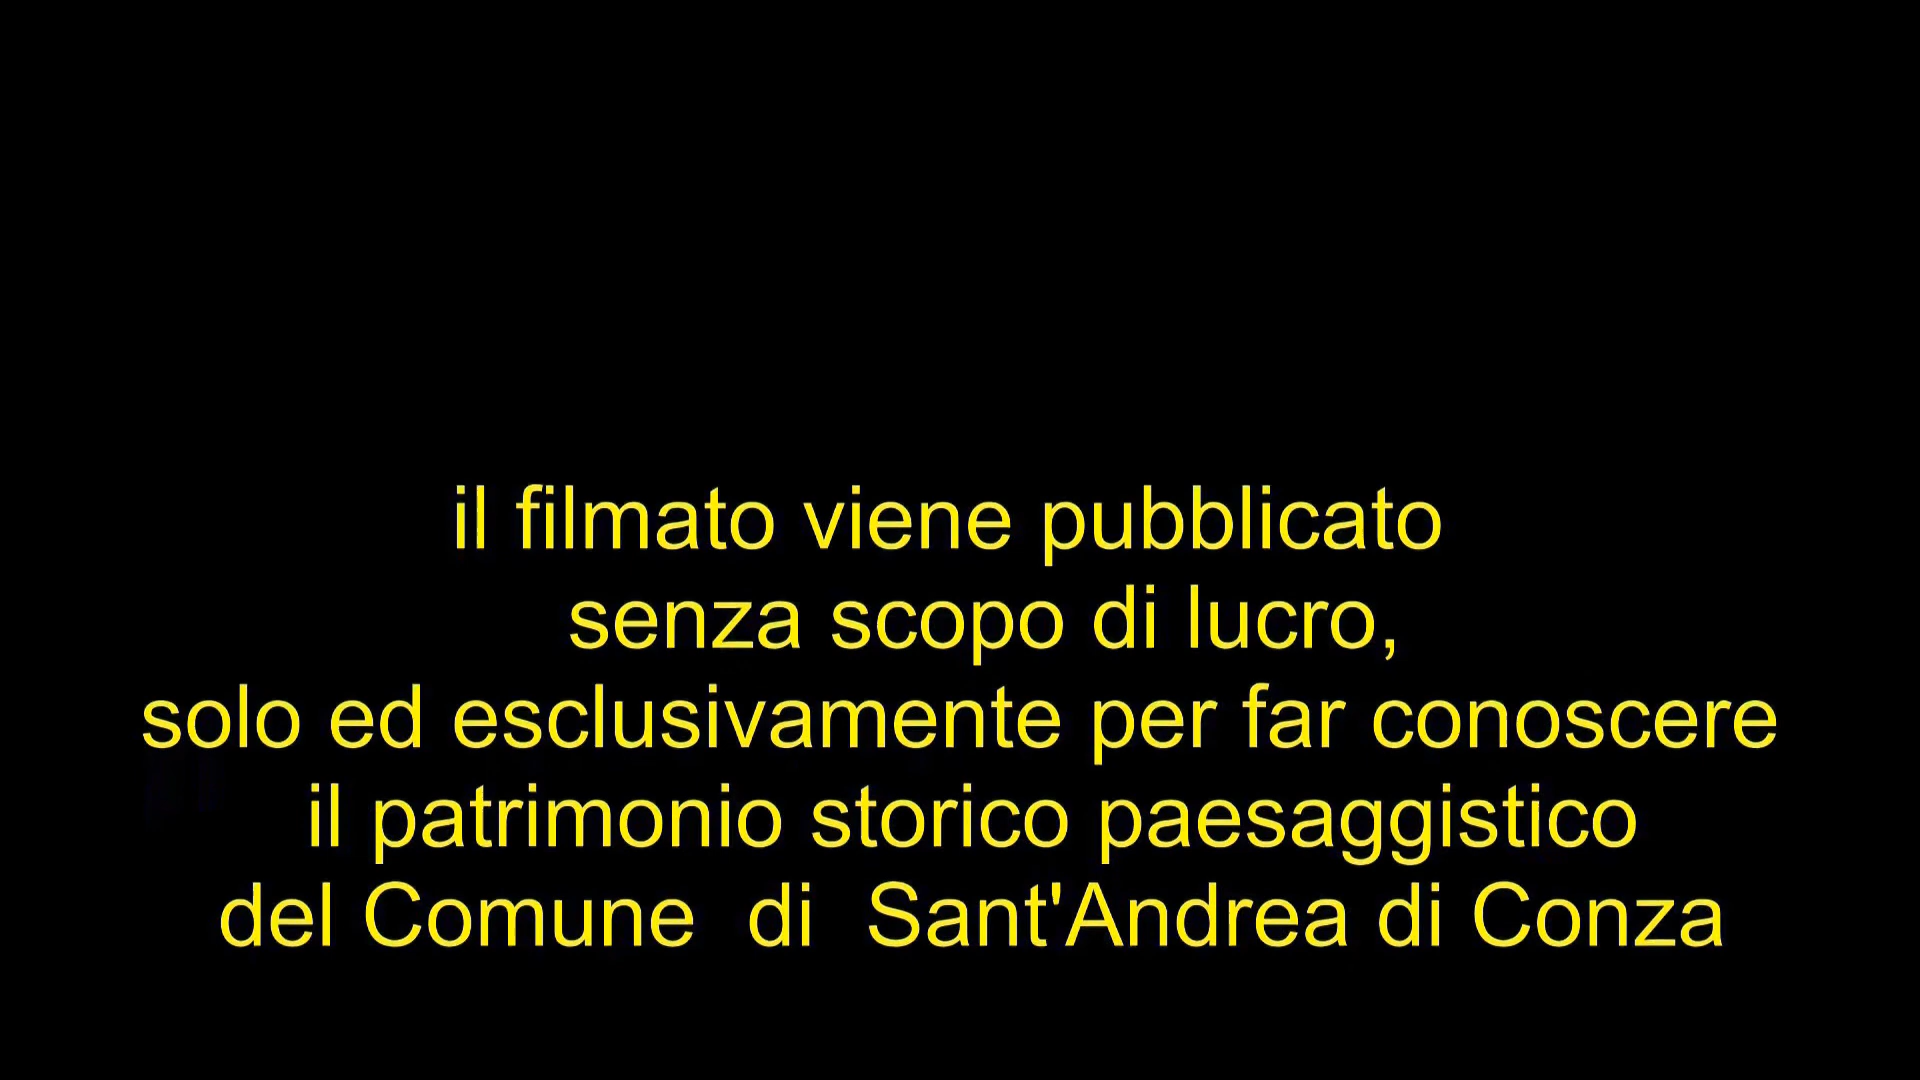 il filmato viene pubblicato
senza scopo di lucro,
solo ed esclusivamente per far conoscere
il patrimonio storico paesaggistico
del Comune di Sant'Andrea di Conza